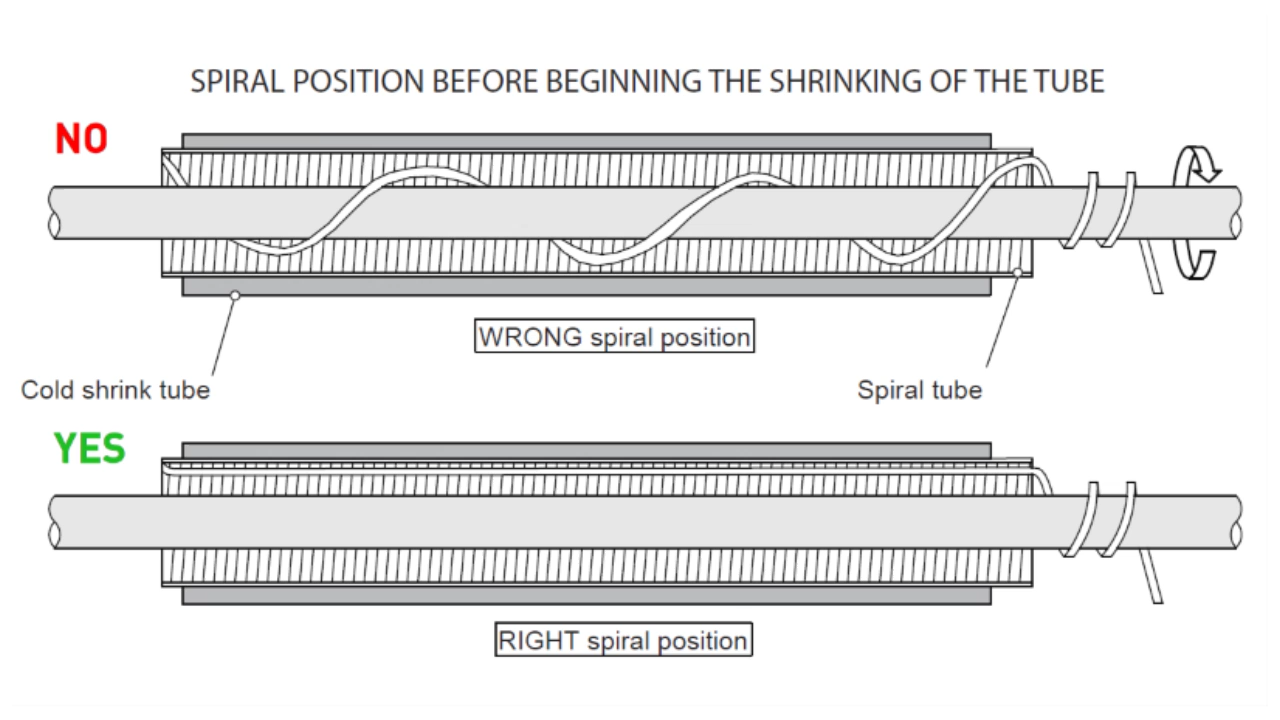 SPIRAL POSITION BEFORE BEGINNING THE SHRINKING OF THE TUBE
NO
WRONG spiral position
Cold shrink tube
Spiral tube
YES
RIGHT spiral position